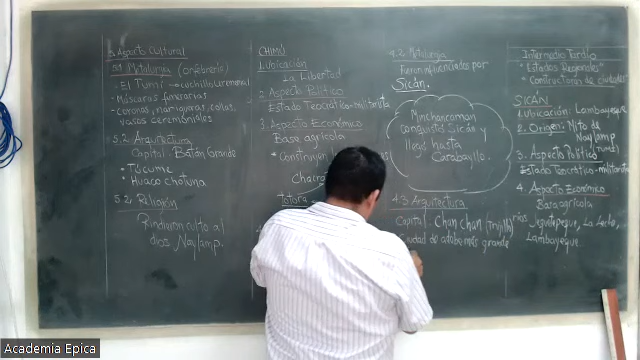 5. Aspecto Cultural
5.1 Metalurgia (orfebrería)
- El Tumi → cuchillo ceremonial
- Máscaras funerarias
- coronas, narigueras, collas,
vasos ceremoniales
5.2. Arquitectura
Capital: Batán Grande
• Túcume
• Huaca Chotuna
5.2. Religión
Rindieron culto al
dios Naylamp.
CHIMÚ
1. Ubicación
La Libertad
2. Aspecto Político
Estado Teocrático-militarista
3. Aspecto Económico
Base agrícola
* Construyen
Chacra
Totora
4.2. Metalurgia
Fueron influenciados por
Sicán.
Minchancaman
conquistó Sicán y
llegó hasta
Carabayllo.
4.3 Arquitectura
Capital: Chan Chan (Trujillo)
ciudad de adobe más grande
Intermedio Tardío
"Estados Regionales"
"Constructores de ciudades"
SICÁN
1. Ubicación: Lambayeque
2. Origen: Mito de
Naylamp
3. Aspecto Político
Estado Teocrático-militarista
4. Aspecto Económico
Base agrícola
ríos Jequetepeque, La Leche,
Lambayeque.
Academia Epica